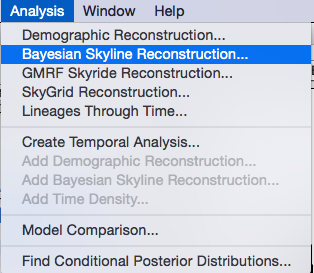 Analysis Window Help
Demographic Reconstruction...
Bayesian Skyline Reconstruction...
GMRF Skyride Reconstruction...
SkyGrid Reconstruction...
Lineages Through Time...
Create Temporal Analysis...
Add Demographic Reconstruction...
Add Bayesian Skyline Reconstruction...
Add Time Density...
Model Comparison...
Find Conditional Posterior Distributions...